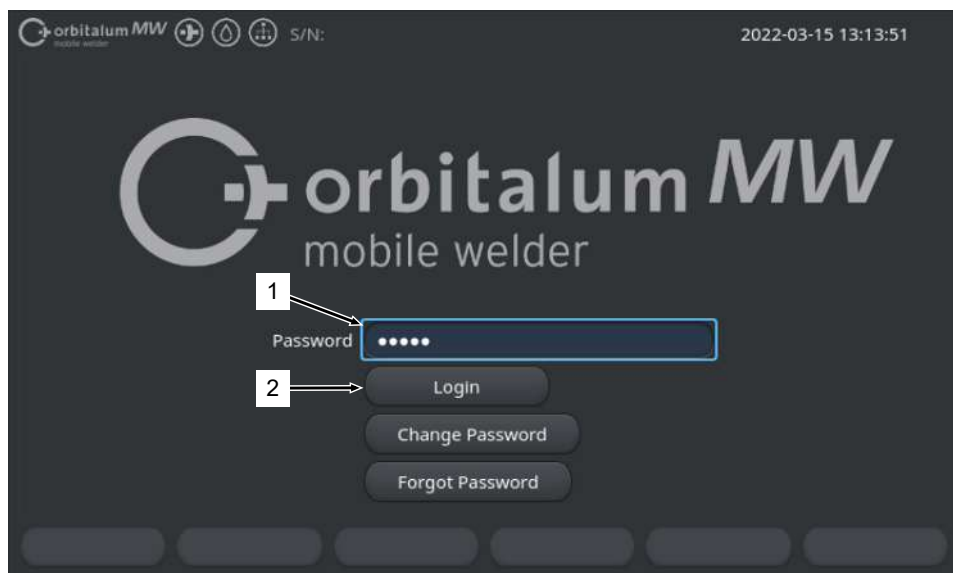 orbitalum MW S/N: 2022-03-15 13:13:51
mobile welder
orbitalum MW
mobile welder
1
Password •••••
2 Login
Change Password
Forgot Password